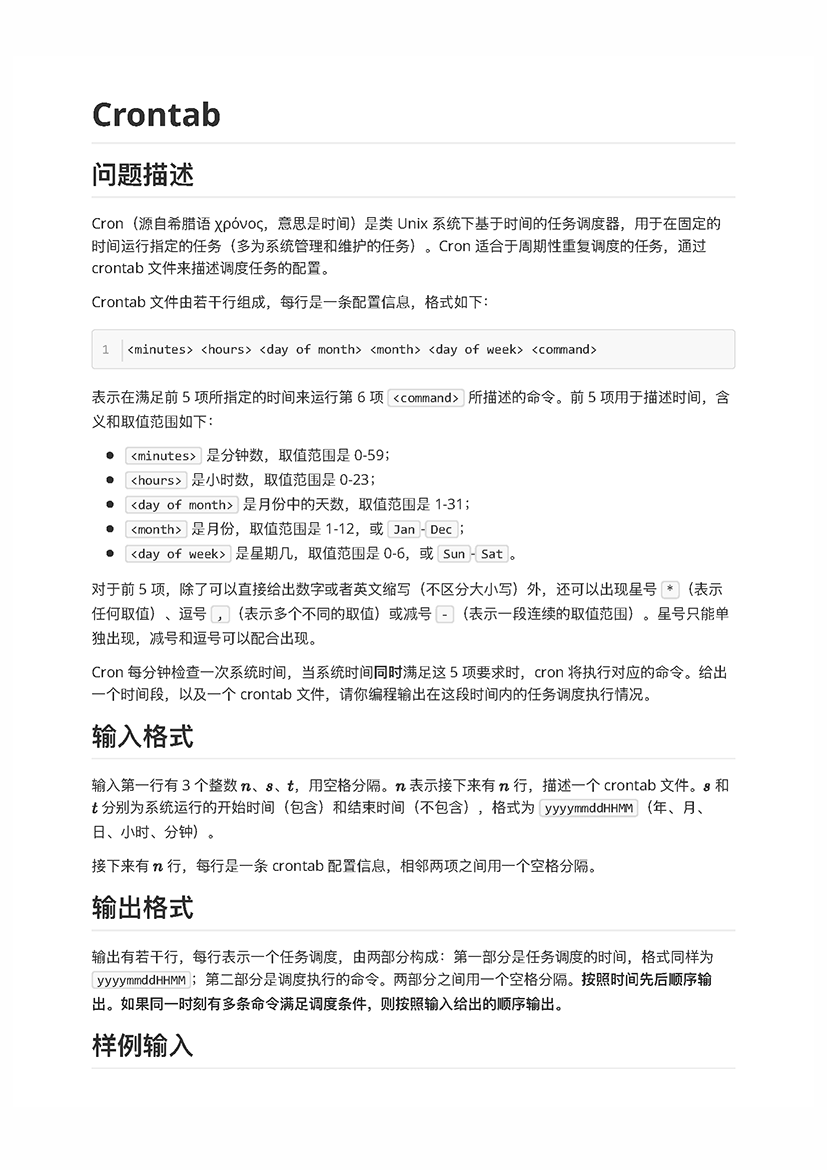 Crontab
问题描述
Cron（源自希腊语 χρόνος，意思是时间）是类 Unix 系统下基于时间的任务调度器，用于在固定的
时间运行指定的任务（多为系统管理和维护的任务）。Cron 适合于周期性重复调度的任务，通过
crontab 文件来描述调度任务的配置。
Crontab 文件由若干行组成，每行是一条配置信息，格式如下：
1 <minutes> <hours> <day of month> <month> <day of week> <command>
表示在满足前 5 项所指定的时间来运行第 6 项 <command> 所描述的命令。前 5 项用于描述时间，含
义和取值范围如下：
● <minutes> 是分钟数，取值范围是 0-59；
● <hours> 是小时数，取值范围是 0-23；
● <day of month> 是月份中的天数，取值范围是 1-31；
● <month> 是月份，取值范围是 1-12，或 Jan-Dec；
● <day of week> 是星期几，取值范围是 0-6，或 Sun-Sat。
对于前 5 项，除了可以直接给出数字或者英文缩写（不区分大小写）外，还可以出现星号 *（表示
任何取值）、逗号 ,（表示多个不同的取值）或减号 -（表示一段连续的取值范围）。星号只能单
独出现，减号和逗号可以配合出现。
Cron 每分钟检查一次系统时间，当系统时间同时满足这 5 项要求时，cron 将执行对应的命令。给出
一个时间段，以及一个 crontab 文件，请你编程输出在这段时间内的任务调度执行情况。
输入格式
输入第一行有 3 个整数 n、s、t，用空格分隔。n 表示接下来有 n 行，描述一个 crontab 文件。s 和
t 分别为系统运行的开始时间（包含）和结束时间（不包含），格式为 yyyymmddHHMM（年、月、
日、小时、分钟）。
接下来有 n 行，每行是一条 crontab 配置信息，相邻两项之间用一个空格分隔。
输出格式
输出有若干行，每行表示一个任务调度，由两部分构成：第一部分是任务调度的时间，格式同样为
yyyymmddHHMM；第二部分是调度执行的命令。两部分之间用一个空格分隔。按照时间先后顺序输
出。如果同一时刻有多条命令满足调度条件，则按照输入给出的顺序输出。
样例输入